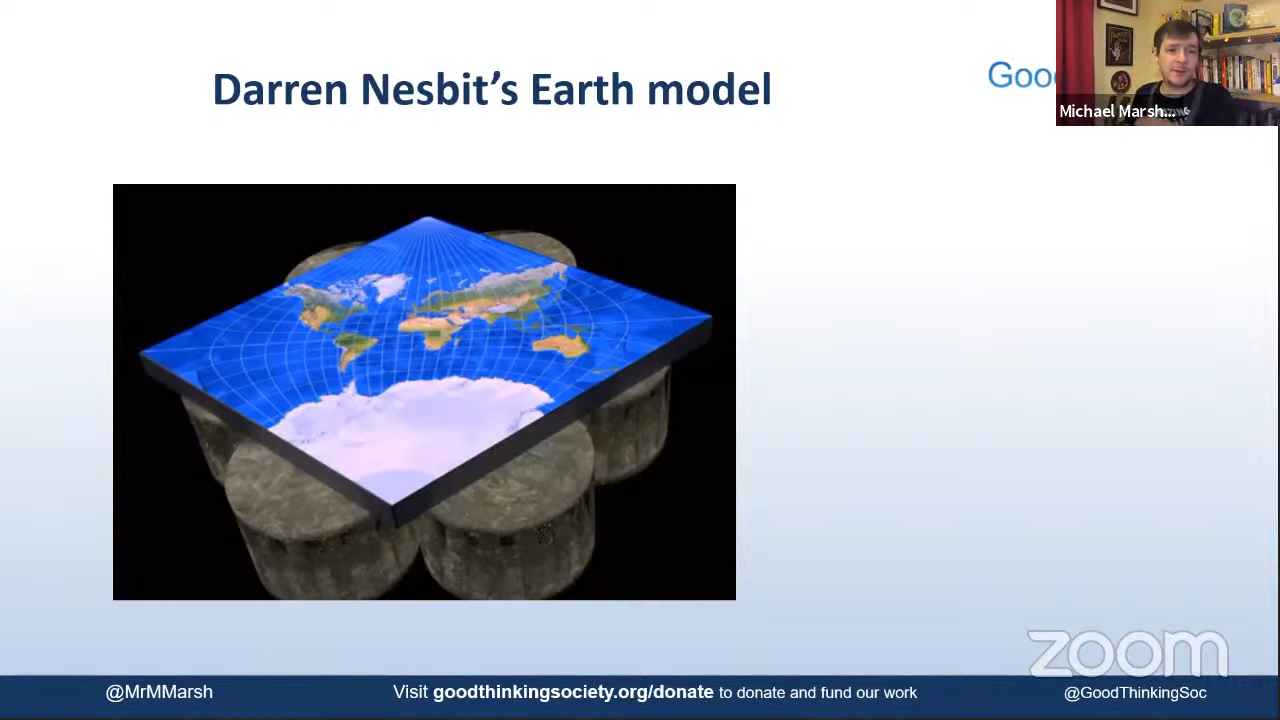 Darren Nesbit's Earth model
Goo
Michael Marsh...
zoom
@MrMMarsh
Visit goodthinkingsociety.org/donate to donate and fund our work
@GoodThinkingSoc